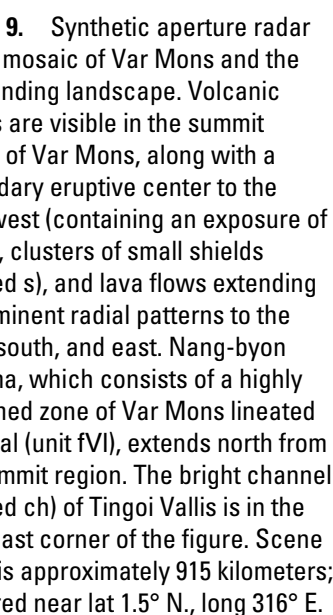 9. Synthetic aperture radar
mosaic of Var Mons and the
nding landscape. Volcanic
s are visible in the summit
of Var Mons, along with a
dary eruptive center to the
west (containing an exposure of
, clusters of small shields
ed s), and lava flows extending
minent radial patterns to the
south, and east. Nang-byon
na, which consists of a highly
ned zone of Var Mons lineated
al (unit fVl), extends north from
ummit region. The bright channel
ed ch) of Tingoi Vallis is in the
ast corner of the figure. Scene
is approximately 915 kilometers;
red near lat 1.5° N., long 316° E.